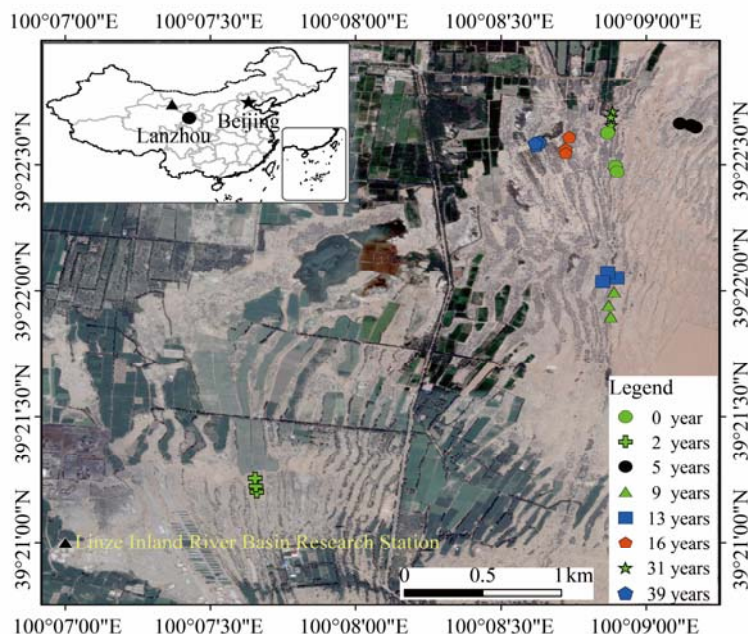 100°07′00″E 100°07′30″E 100°08′00″E 100°08′30″E 100°09′00″E
Lanzhou
Beijing
39°22′30″N
39°22′30″N
39°22′00″N
39°22′00″N
39°21′30″N
39°21′30″N
39°21′00″N
39°21′00″N
Legend
0 year
2 years
5 years
9 years
13 years
16 years
31 years
39 years
Linze Inland River Basin Research Station
0 0.5 1 km
100°07′00″E 100°07′30″E 100°08′00″E 100°08′30″E 100°09′00″E